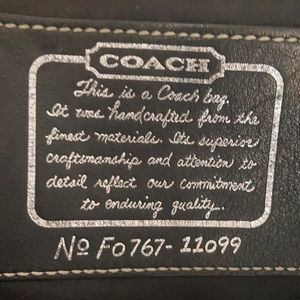 COACH
This is a Coach bag.
It was handcrafted from the
finest materials. Its superior
craftsmanship and attention to
detail reflect our commitment
to enduring quality.
Nº FO767-11099